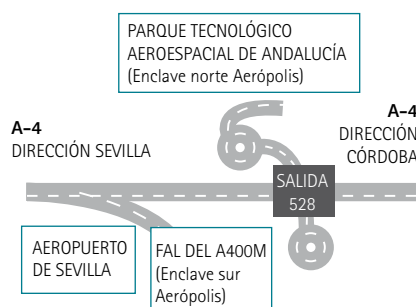 PARQUE TECNOLÓGICO
AEROESPACIAL DE ANDALUCÍA
(Enclave norte Aerópolis)
A-4
DIRECCIÓN SEVILLA
A-4
DIRECCIÓN
CÓRDOBA
SALIDA
528
AEROPUERTO
DE SEVILLA
FAL DEL A400M
(Enclave sur
Aerópolis)